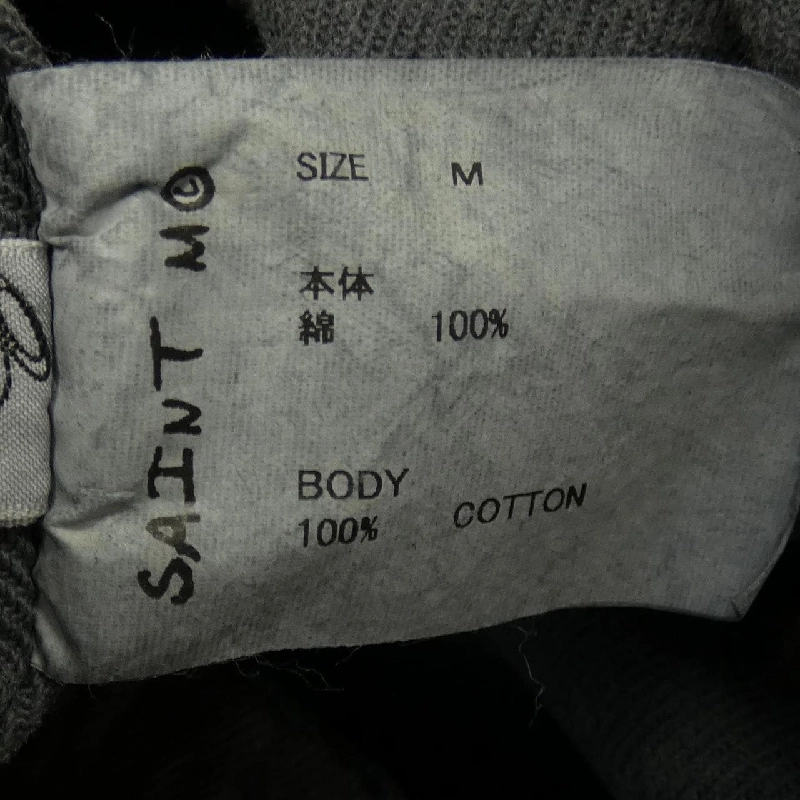 SIZE M
本体
綿 100%
BODY
100% COTTON
SAINT M